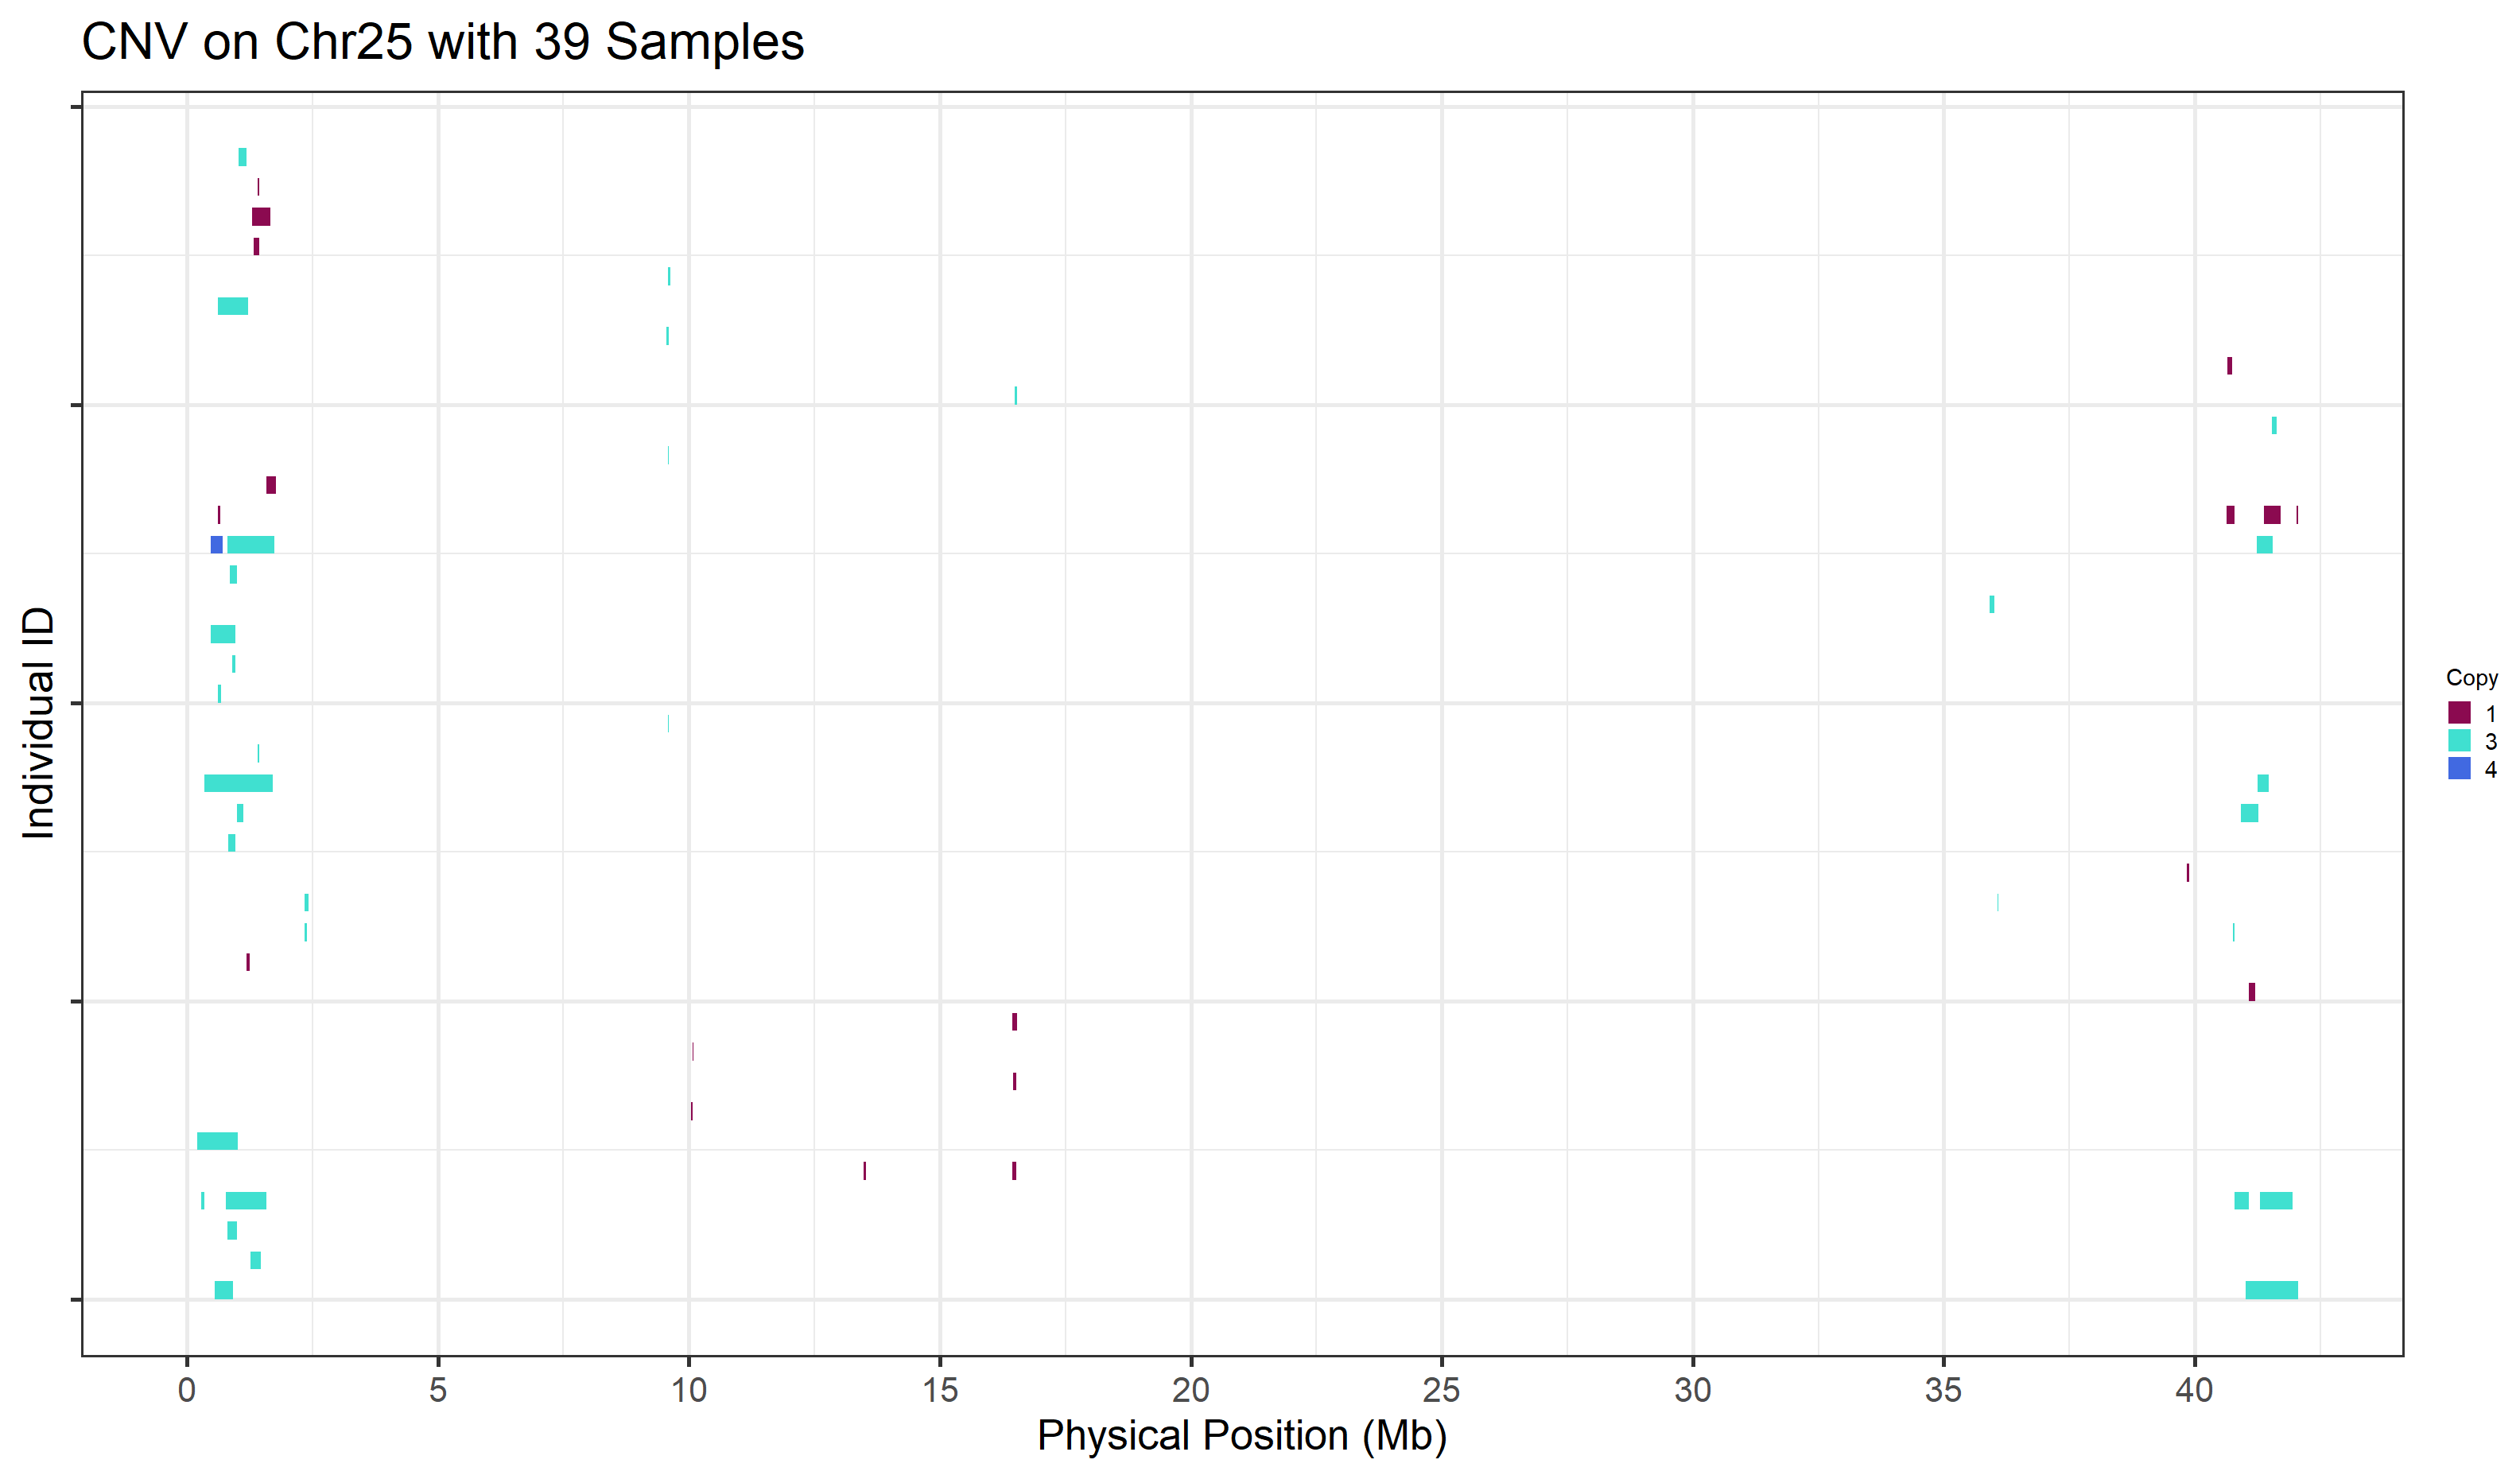 CNV on Chr25 with 39 Samples
Individual ID
Copy
1
3
4
0 5 10 15 20 25 30 35 40
Physical Position (Mb)